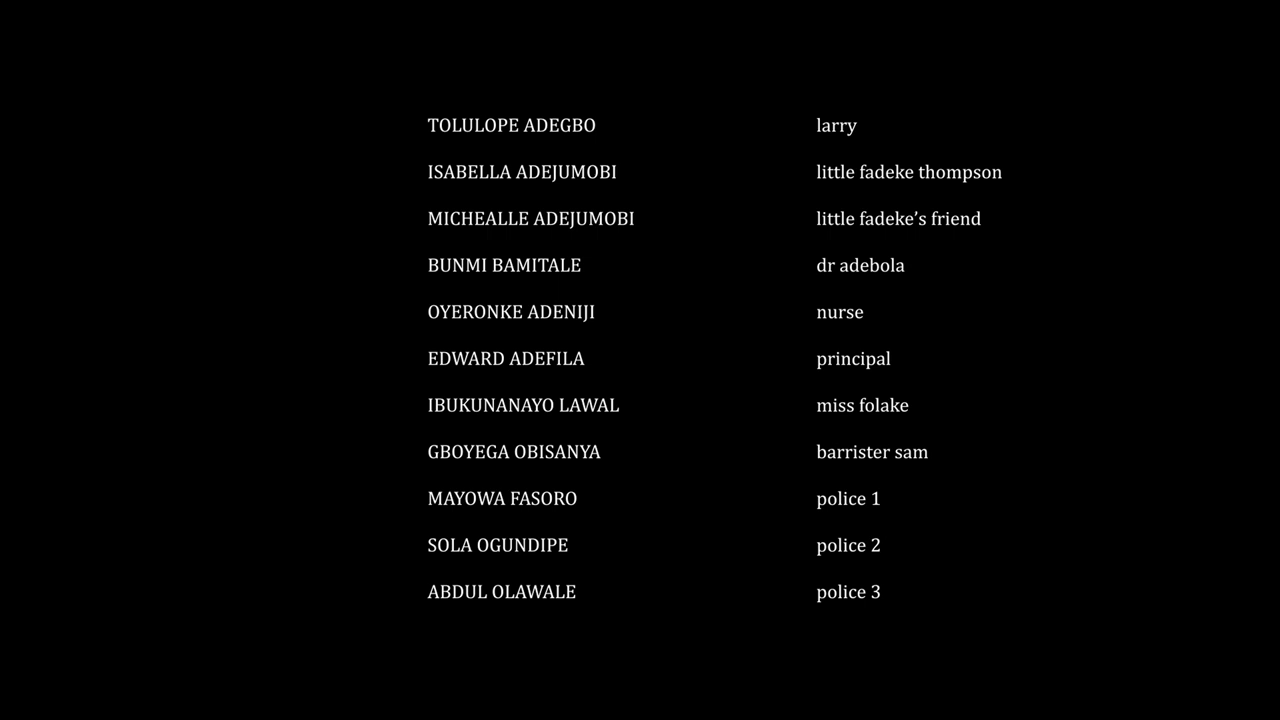 TOLULOPE ADEGBO larry
ISABELLA ADEJUMOBI little fadeke thompson
MICHEALLE ADEJUMOBI little fadeke’s friend
BUNMI BAMITALE dr adebola
OYERONKE ADENIJI nurse
EDWARD ADEFILA principal
IBUKUNANAYO LAWAL miss folake
GBOYEGA OBISANYA barrister sam
MAYOWA FASORO police 1
SOLA OGUNDIPE police 2
ABDUL OLAWALE police 3